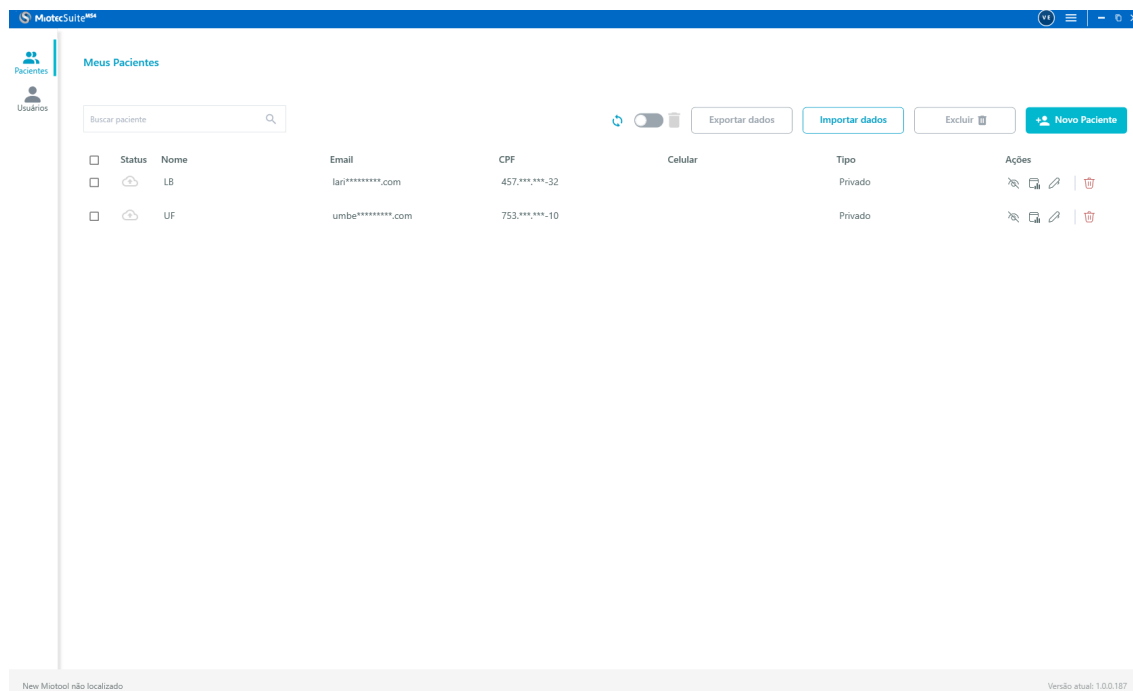 MiotecSuite MS4
VE
Pacientes
Usuários
Meus Pacientes
Buscar paciente
Exportar dados
Importar dados
Excluir
Novo Paciente
Status Nome Email CPF Celular Tipo Ações
LB lari*********.com 457.***.***-32 Privado
UF umbe*********.com 753.***.***-10 Privado
New Miotool não localizado
Versão atual: 1.0.0.187